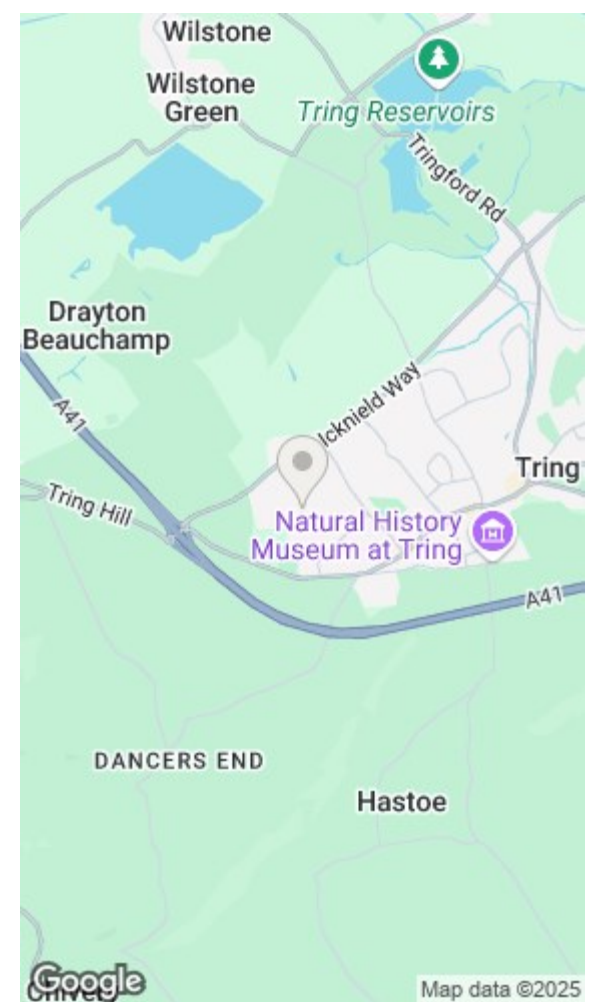 Wilstone
Wilstone
Green
Tring Reservoirs
Tringford Rd
Drayton
Beauchamp
A41
Icknield Way
Tring
Tring Hill
Natural History
Museum at Tring
A41
DANCERS END
Hastoe
Google
Map data ©2025